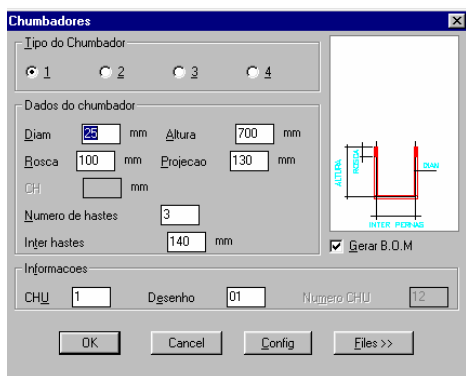 Chumbadores
Tipo do Chumbador
1 2 3 4
Dados do chumbador
Diam 25 mm Altura 700 mm
Rosca 100 mm Projecao 130 mm
CH mm
Numero de hastes 3
Inter hastes 140 mm
ALTURA
ROSCA
DIAN
INTER PERNAS
Gerar B.O.M
Informacoes
CHU 1 Desenho 01 Numero CHU 12
OK Cancel Config Files >>